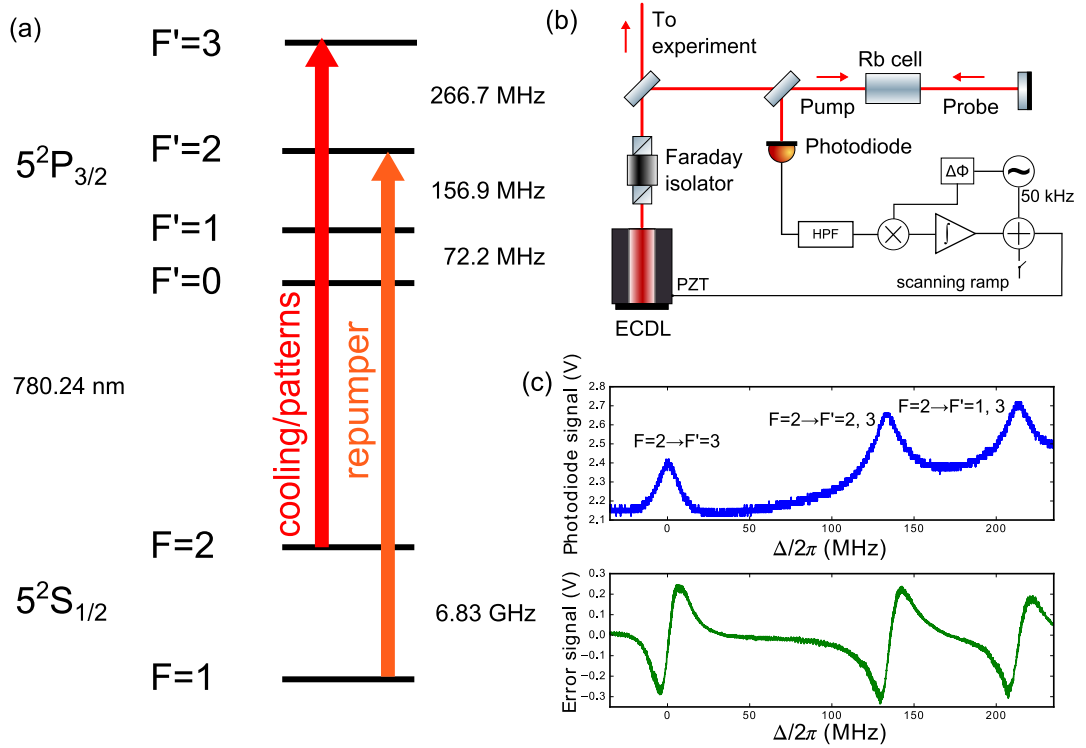 (a)
F'=3
266.7 MHz
F'=2
5²P₃/₂
156.9 MHz
F'=1
72.2 MHz
F'=0
cooling/patterns
repumper
780.24 nm
F=2
5²S₁/₂
6.83 GHz
F=1
(b)
To
experiment
Rb cell
Pump
Probe
Photodiode
Faraday
isolator
ΔΦ
~
50 kHz
HPF
×
∫
+
scanning ramp
PZT
ECDL
(c)
Photodiode signal (V)
2.8
2.7
2.6
2.5
2.4
2.3
2.2
2.1
F=2→F'=3
F=2→F'=2, 3
F=2→F'=1, 3
0 50 100 150 200
Δ/2π (MHz)
Error signal (V)
0.3
0.2
0.1
0.0
−0.1
−0.2
−0.3
0 50 100 150 200
Δ/2π (MHz)